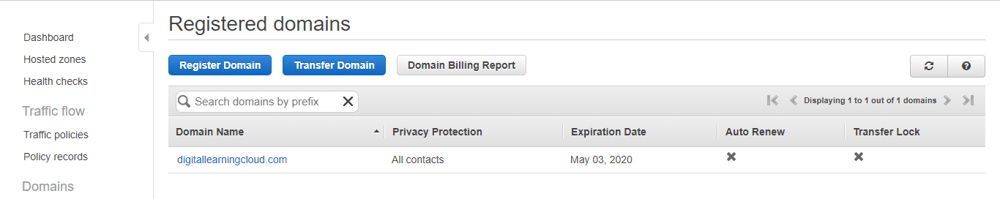 Registered domains
Dashboard
Hosted zones
Health checks
Traffic flow
Traffic policies
Policy records
Domains
Register Domain Transfer Domain Domain Billing Report
Search domains by prefix Displaying 1 to 1 out of 1 domains
Domain Name Privacy Protection Expiration Date Auto Renew Transfer Lock
digitallearningcloud.com All contacts May 03, 2020